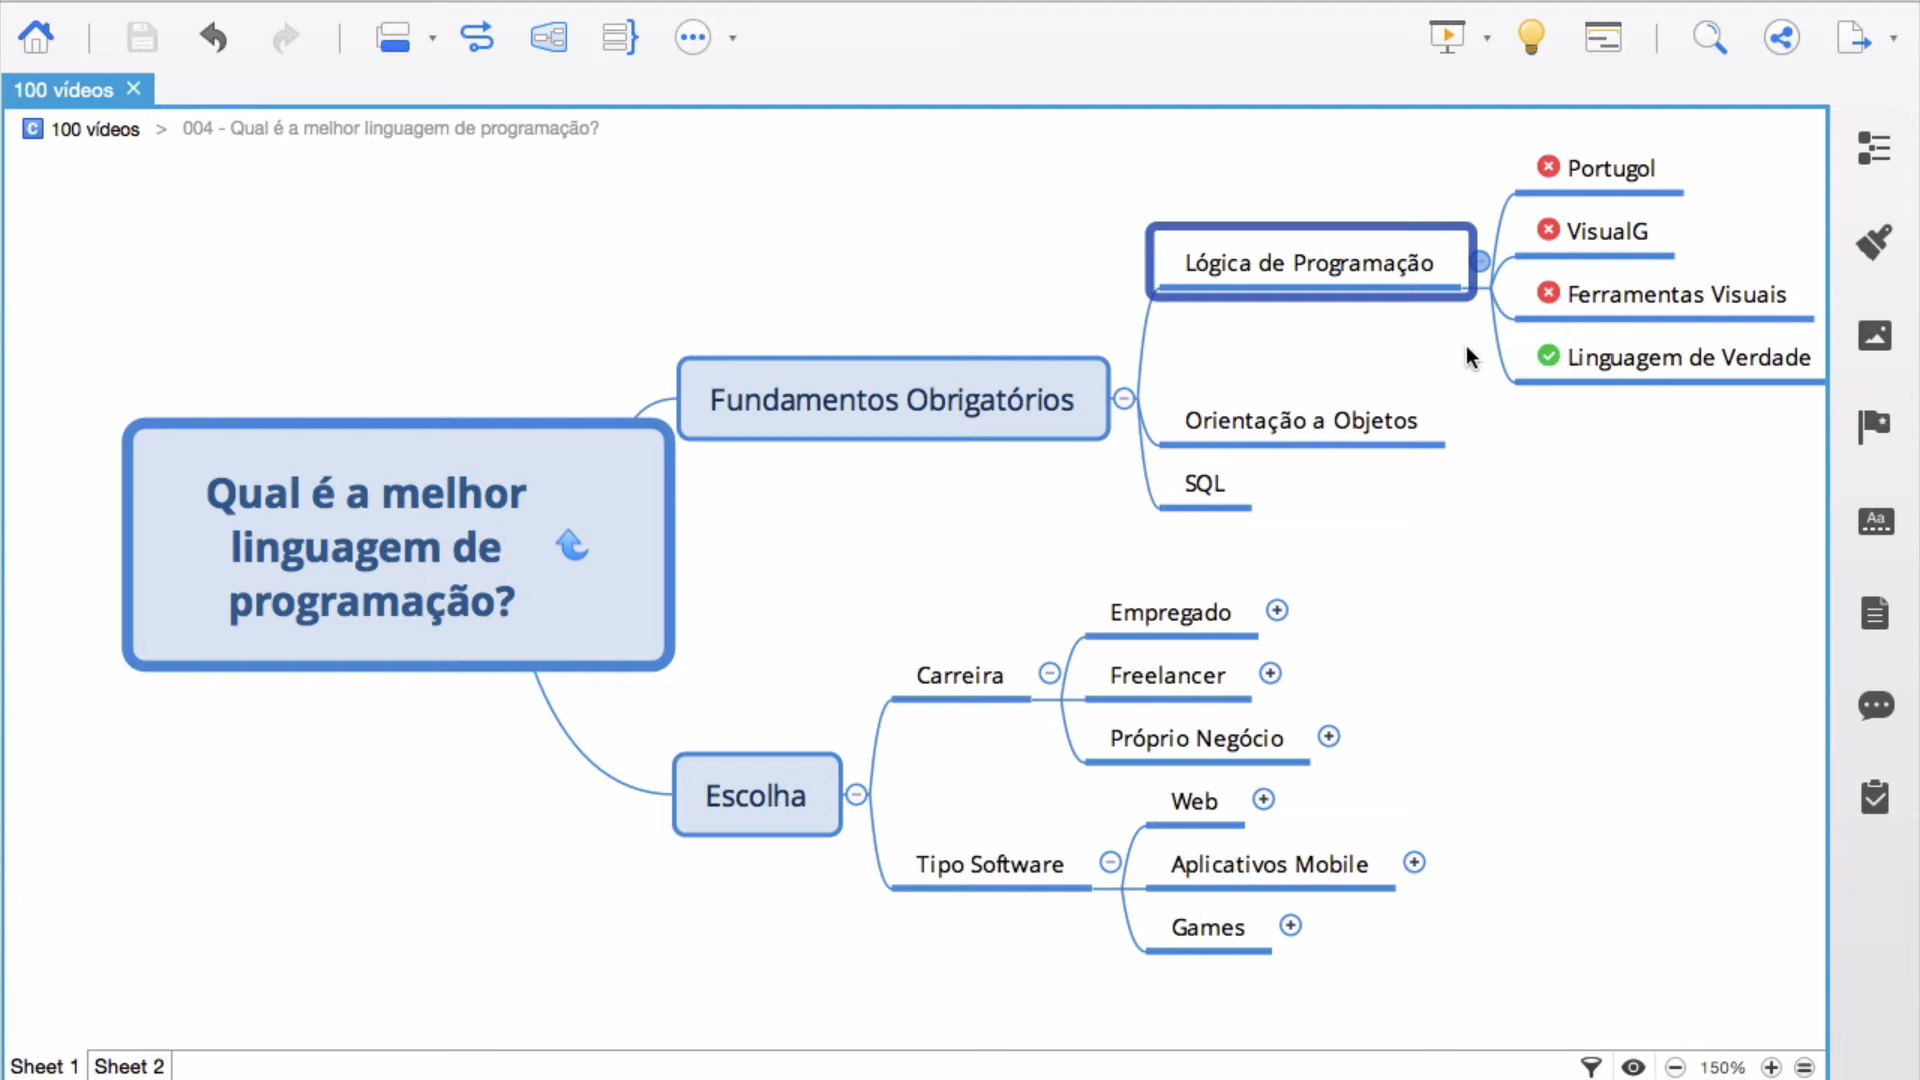 100 vídeos
C 100 vídeos > 004 - Qual é a melhor linguagem de programação?
Portugol
VisualG
Lógica de Programação
Ferramentas Visuais
Linguagem de Verdade
Fundamentos Obrigatórios
Orientação a Objetos
SQL
Qual é a melhor
linguagem de
programação?
Empregado
Carreira
Freelancer
Próprio Negócio
Escolha
Web
Tipo Software
Aplicativos Mobile
Games
Aa
Sheet 1
Sheet 2
150%